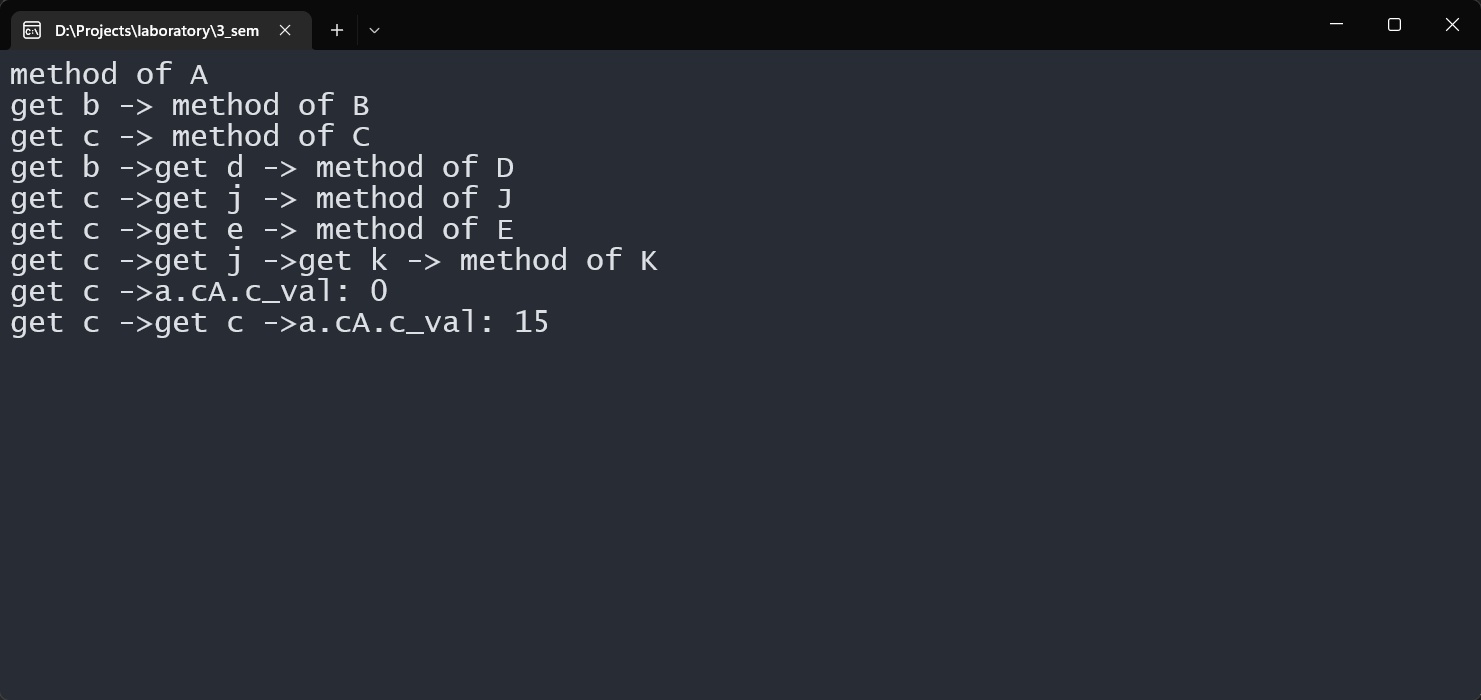 D:\Projects\laboratory\3_sem
method of A
get b -> method of B
get c -> method of C
get b ->get d -> method of D
get c ->get j -> method of J
get c ->get e -> method of E
get c ->get j ->get k -> method of K
get c ->a.cA.c_val: 0
get c ->get c ->a.cA.c_val: 15